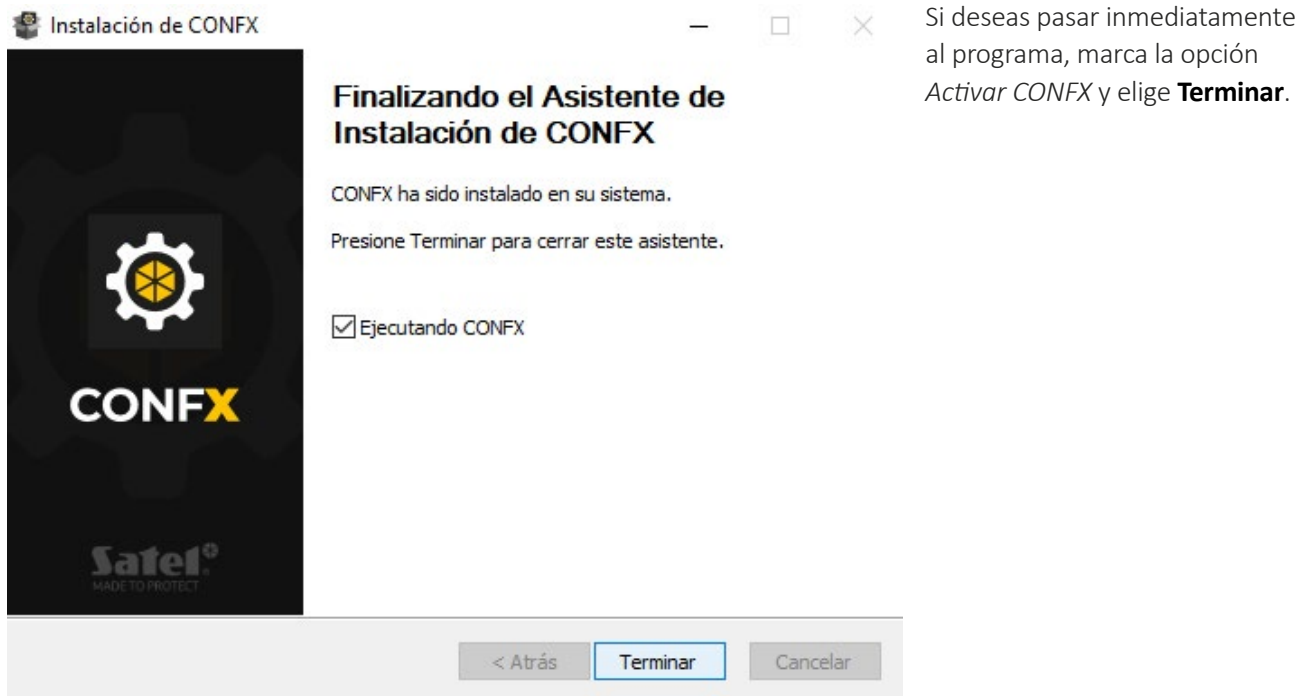 Instalación de CONFX
Finalizando el Asistente de
Instalación de CONFX
CONFX ha sido instalado en su sistema.
Presione Terminar para cerrar este asistente.
Ejecutando CONFX
CONFX
Satel®
MADE TO PROTECT
< Atrás
Terminar
Cancelar
Si deseas pasar inmediatamente
al programa, marca la opción
Activar CONFX y elige Terminar.